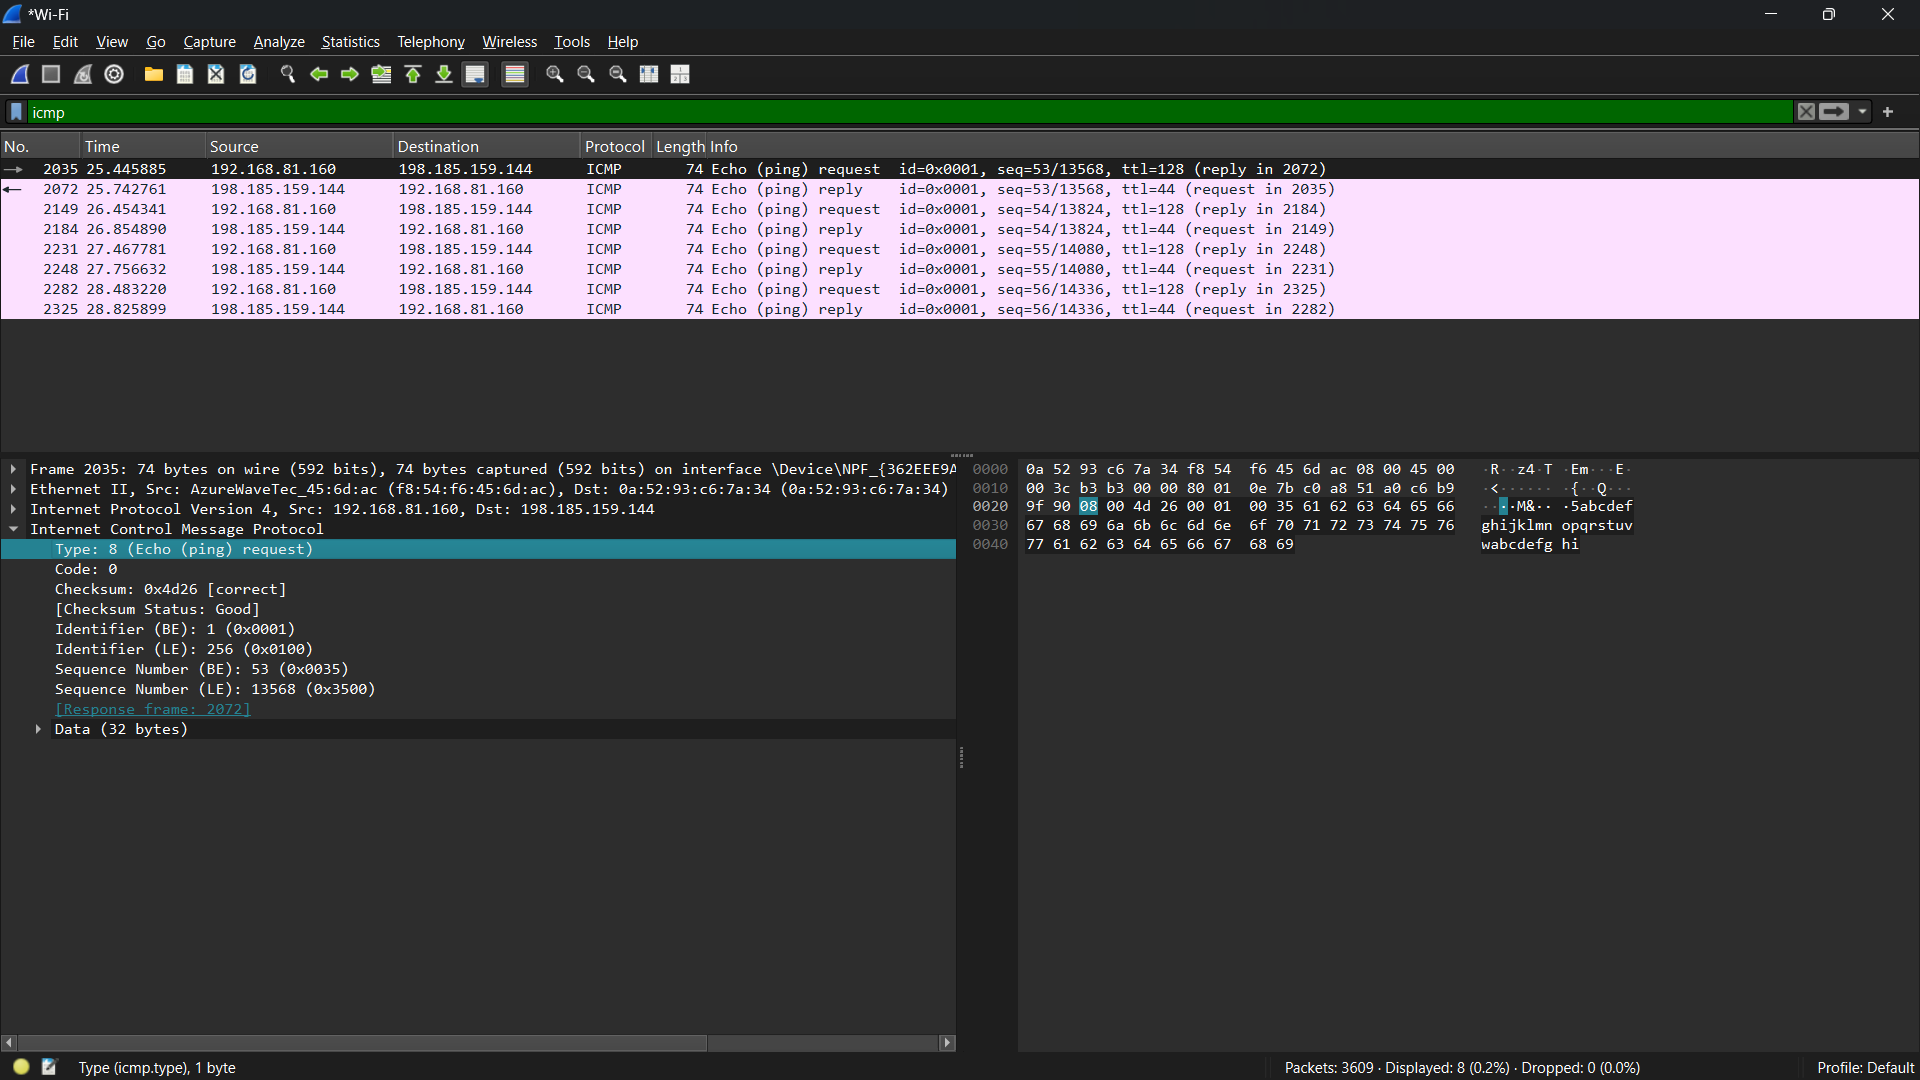 *Wi-Fi
File Edit View Go Capture Analyze Statistics Telephony Wireless Tools Help
icmp
No. Time Source Destination Protocol Length Info
2035 25.445885 192.168.81.160 198.185.159.144 ICMP 74 Echo (ping) request id=0x0001, seq=53/13568, ttl=128 (reply in 2072)
2072 25.742761 198.185.159.144 192.168.81.160 ICMP 74 Echo (ping) reply id=0x0001, seq=53/13568, ttl=44 (request in 2035)
2149 26.454341 192.168.81.160 198.185.159.144 ICMP 74 Echo (ping) request id=0x0001, seq=54/13824, ttl=128 (reply in 2184)
2184 26.854890 198.185.159.144 192.168.81.160 ICMP 74 Echo (ping) reply id=0x0001, seq=54/13824, ttl=44 (request in 2149)
2231 27.467781 192.168.81.160 198.185.159.144 ICMP 74 Echo (ping) request id=0x0001, seq=55/14080, ttl=128 (reply in 2248)
2248 27.756632 198.185.159.144 192.168.81.160 ICMP 74 Echo (ping) reply id=0x0001, seq=55/14080, ttl=44 (request in 2231)
2282 28.483220 192.168.81.160 198.185.159.144 ICMP 74 Echo (ping) request id=0x0001, seq=56/14336, ttl=128 (reply in 2325)
2325 28.825899 198.185.159.144 192.168.81.160 ICMP 74 Echo (ping) reply id=0x0001, seq=56/14336, ttl=44 (request in 2282)
Frame 2035: 74 bytes on wire (592 bits), 74 bytes captured (592 bits) on interface \Device\NPF_{362EEE9A
Ethernet II, Src: AzureWaveTec_45:6d:ac (f8:54:f6:45:6d:ac), Dst: 0a:52:93:c6:7a:34 (0a:52:93:c6:7a:34)
Internet Protocol Version 4, Src: 192.168.81.160, Dst: 198.185.159.144
Internet Control Message Protocol
Type: 8 (Echo (ping) request)
Code: 0
Checksum: 0x4d26 [correct]
[Checksum Status: Good]
Identifier (BE): 1 (0x0001)
Identifier (LE): 256 (0x0100)
Sequence Number (BE): 53 (0x0035)
Sequence Number (LE): 13568 (0x3500)
[Response frame: 2072]
Data (32 bytes)
0000 0a 52 93 c6 7a 34 f8 54 f6 45 6d ac 08 00 45 00 ·R··z4·T ·Em···E·
0010 00 3c b3 b3 00 00 80 01 0e 7b c0 a8 51 a0 c6 b9 ·<······ ·{··Q···
0020 9f 90 08 00 4d 26 00 01 00 35 61 62 63 64 65 66 ····M&·· ·5abcdef
0030 67 68 69 6a 6b 6c 6d 6e 6f 70 71 72 73 74 75 76 ghijklmn opqrstuv
0040 77 61 62 63 64 65 66 67 68 69 wabcdefg hi
Type (icmp.type), 1 byte
Packets: 3609 · Displayed: 8 (0.2%) · Dropped: 0 (0.0%)
Profile: Default